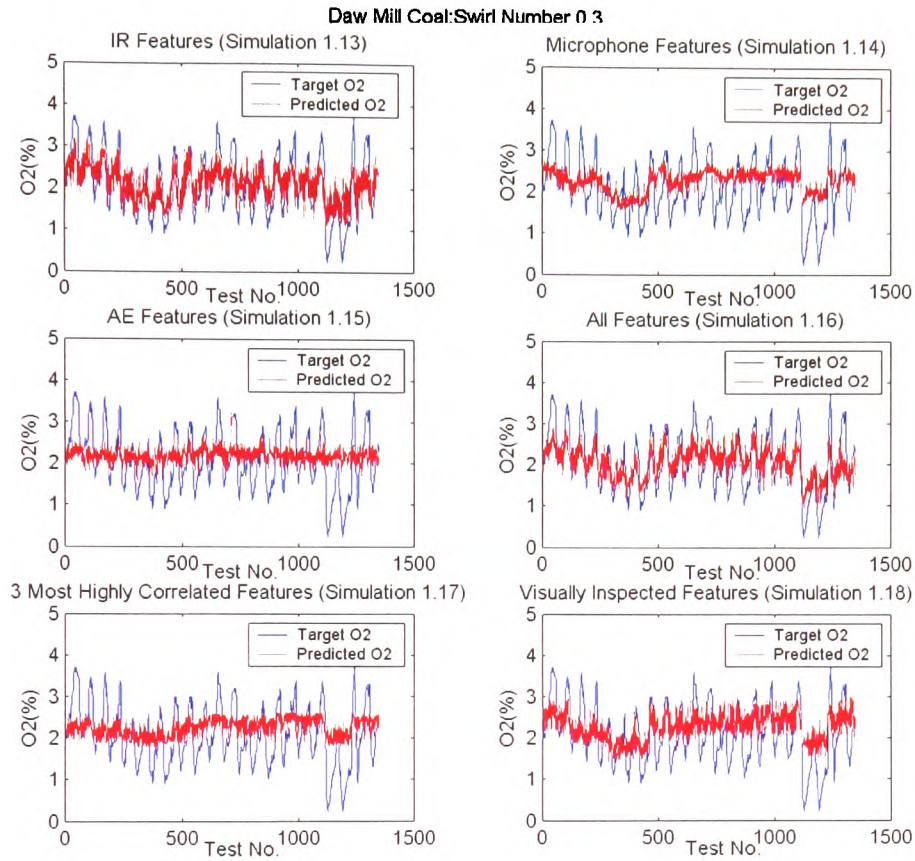 Daw Mill Coal:Swirl Number 0.3
IR Features (Simulation 1.13)
5
4
3
2
1
0
O2(%)
Target O2
Predicted O2
0
500
1000
1500
Test No.
Microphone Features (Simulation 1.14)
5
4
3
2
1
0
O2(%)
Target O2
Predicted O2
0
500
1000
1500
Test No.
AE Features (Simulation 1.15)
5
4
3
2
1
0
O2(%)
Target O2
Predicted O2
0
500
1000
1500
Test No.
All Features (Simulation 1.16)
5
4
3
2
1
0
O2(%)
Target O2
Predicted O2
0
500
1000
1500
Test No.
3 Most Highly Correlated Features (Simulation 1.17)
5
4
3
2
1
0
O2(%)
Target O2
Predicted O2
0
500
1000
1500
Test No.
Visually Inspected Features (Simulation 1.18)
5
4
3
2
1
0
O2(%)
Target O2
Predicted O2
0
500
1000
1500
Test No.